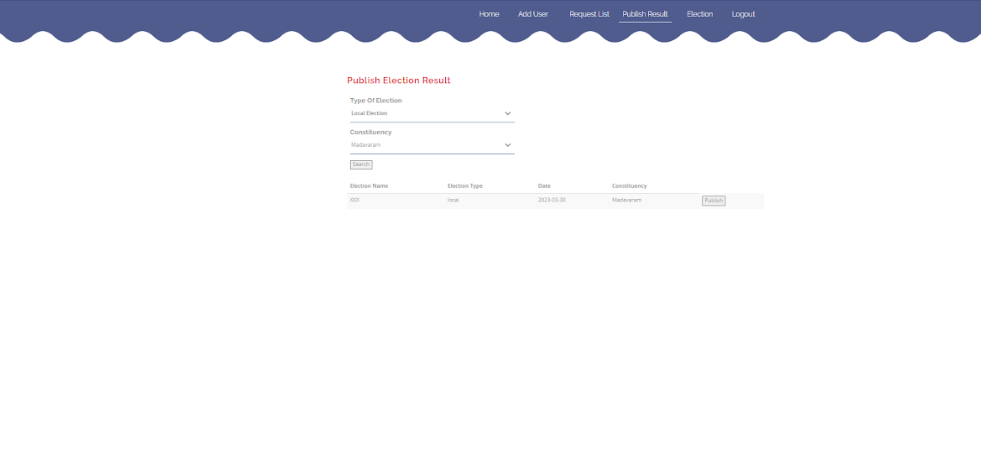 Home Add User Request List Publish Result Election Logout
Publish Election Result
Type Of Election
Local Election
Constituency
Madavaram
Search
Election Name Election Type Date Constituency
XXX local 2023-03-30 Madavaram Publish